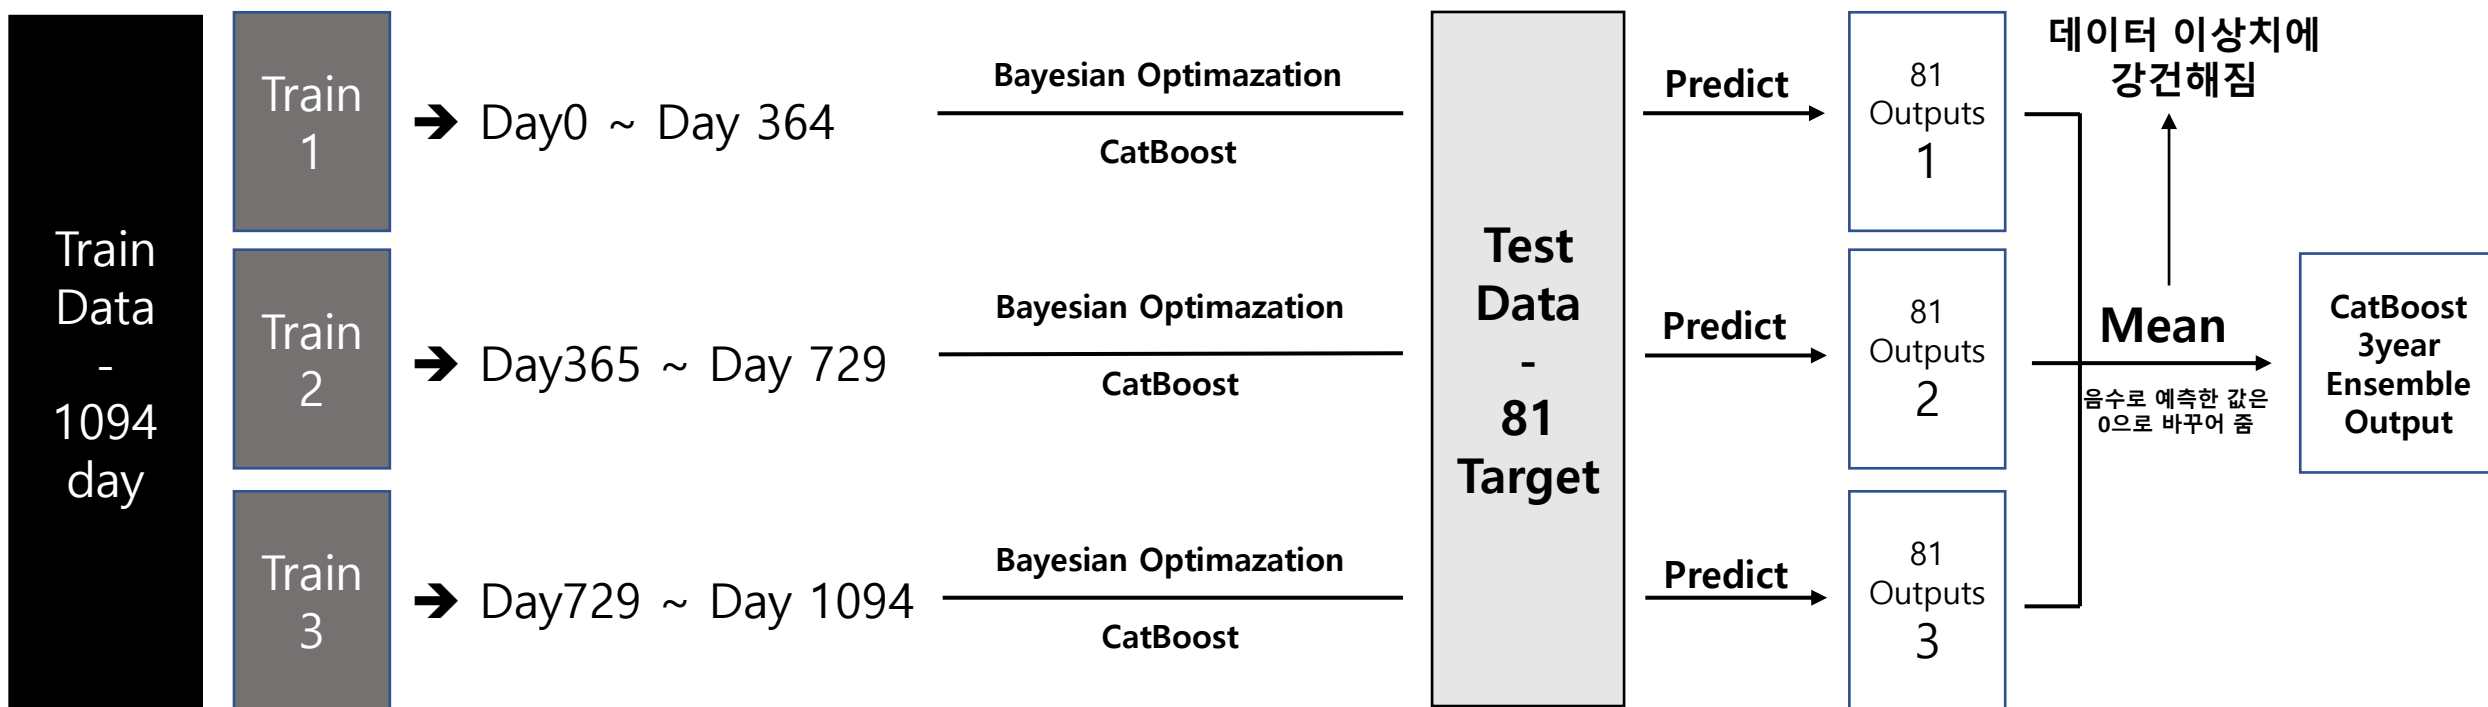 Train
Data
-
1094
day
Train
1
➔ Day0 ~ Day 364
Bayesian Optimazation
CatBoost
Train
2
➔ Day365 ~ Day 729
Bayesian Optimazation
CatBoost
Train
3
➔ Day729 ~ Day 1094
Bayesian Optimazation
CatBoost
Test
Data
-
81
Target
Predict
81
Outputs
1
Predict
81
Outputs
2
Predict
81
Outputs
3
데이터 이상치에
강건해짐
Mean
음수로 예측한 값은
0으로 바꾸어 줌
CatBoost
3year
Ensemble
Output